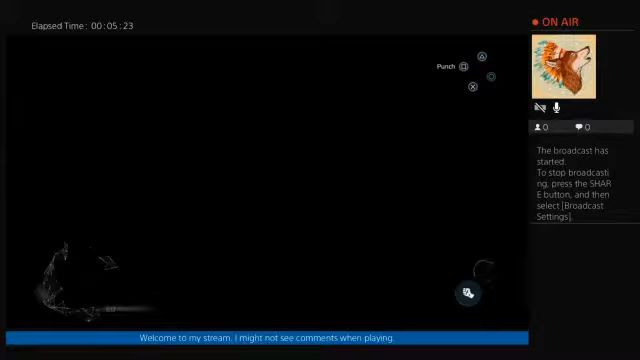 Elapsed Time: 00:05:23
ON AIR
Punch
0 0
The broadcast has
started.
To stop broadcasti
ng, press the SHAR
E button, and then
select [Broadcast
Settings].
Welcome to my stream. I might not see comments when playing.